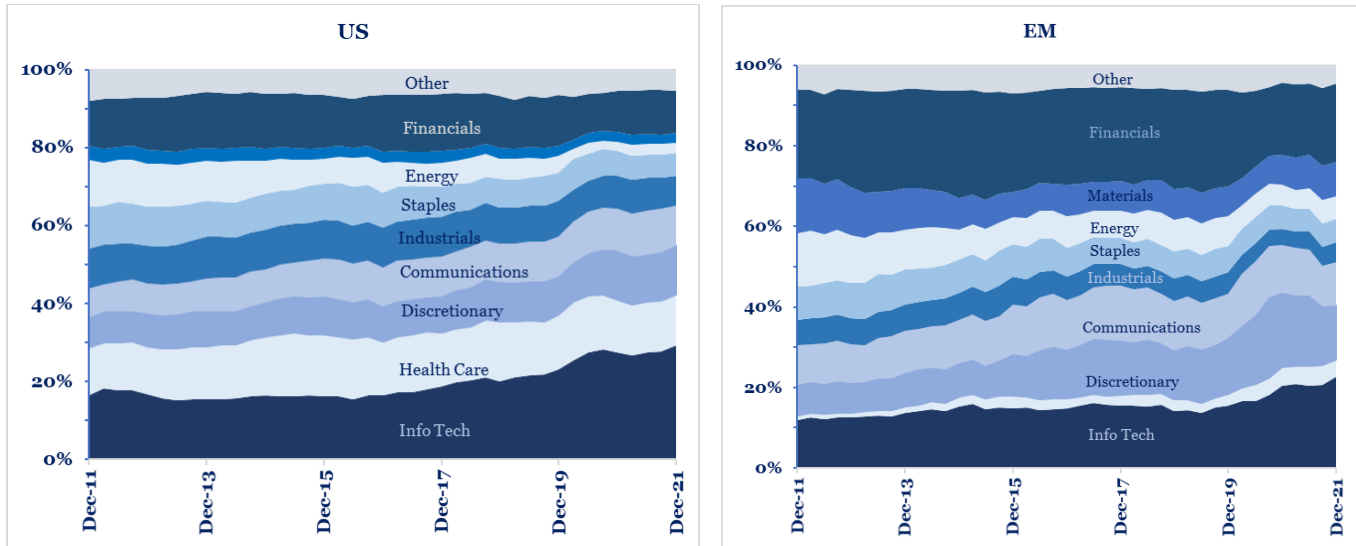 US
100%
80%
60%
40%
20%
0%
Other
Financials
Energy
Staples
Industrials
Communications
Discretionary
Health Care
Info Tech
Dec-11
Dec-13
Dec-15
Dec-17
Dec-19
Dec-21
EM
100%
80%
60%
40%
20%
0%
Other
Financials
Materials
Energy
Staples
Industrials
Communications
Discretionary
Info Tech
Dec-11
Dec-13
Dec-15
Dec-17
Dec-19
Dec-21